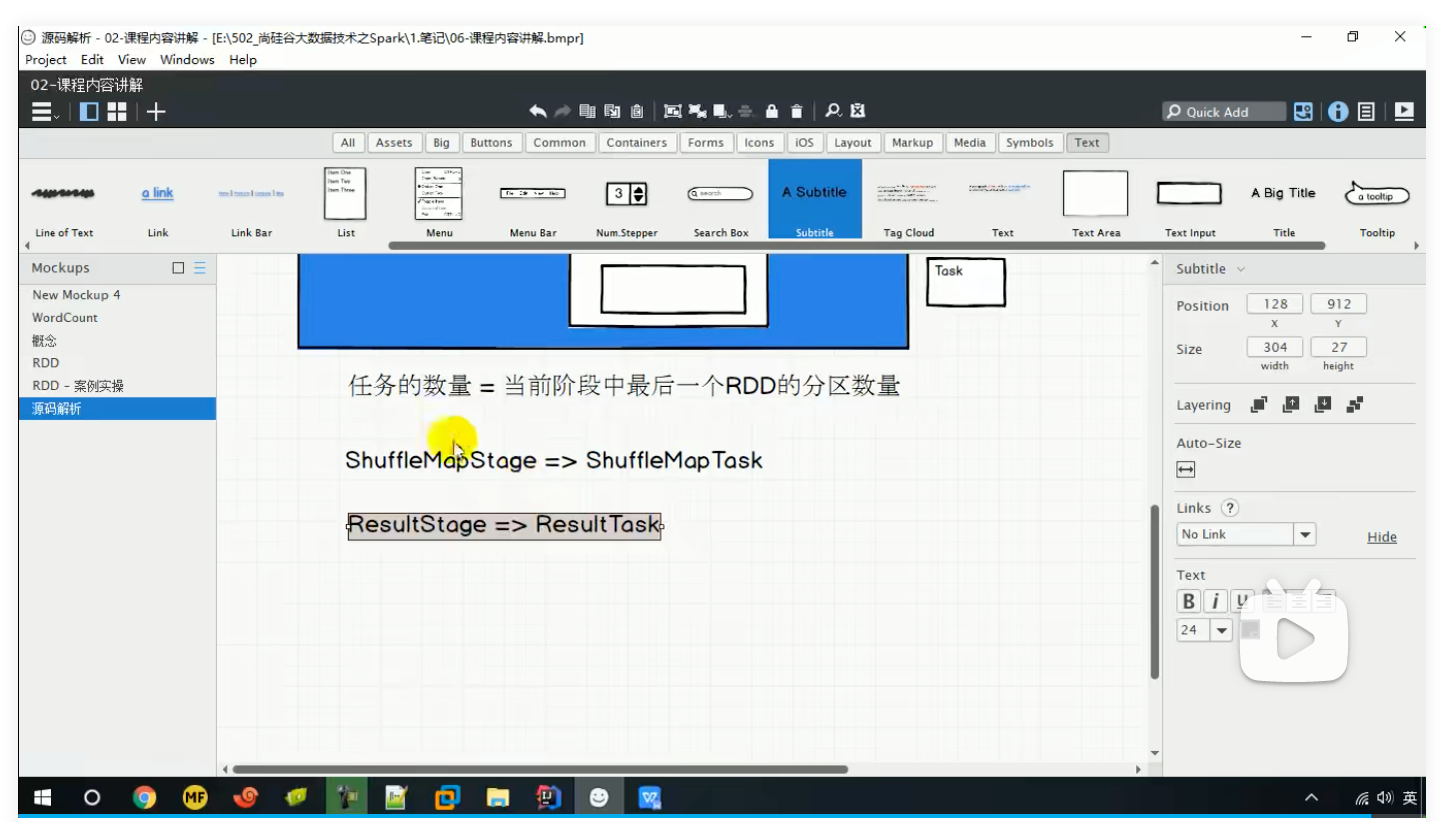 源码解析 - 02-课程内容讲解 - [E:\502_尚硅谷大数据技术之Spark\1.笔记\06-课程内容讲解.bmpr]
Project Edit View Windows Help
02-课程内容讲解
Quick Add
All Assets Big Buttons Common Containers Forms Icons iOS Layout Markup Media Symbols Text
a link
Item One
Item Two
Item Three
3
search
A Subtitle
A Big Title
a tooltip
Line of Text Link Link Bar List Menu Menu Bar Num.Stepper Search Box Subtitle Tag Cloud Text Text Area Text Input Title Tooltip
Mockups
New Mockup 4
WordCount
概念
RDD
RDD - 案例实操
源码解析
Task
任务的数量 = 当前阶段中最后一个RDD的分区数量
ShuffleMapStage => ShuffleMapTask
ResultStage => ResultTask
Subtitle
Position 128 912
X Y
Size 304 27
width height
Layering
Auto-Size
Links ?
No Link Hide
Text
B i U
24
MF
英